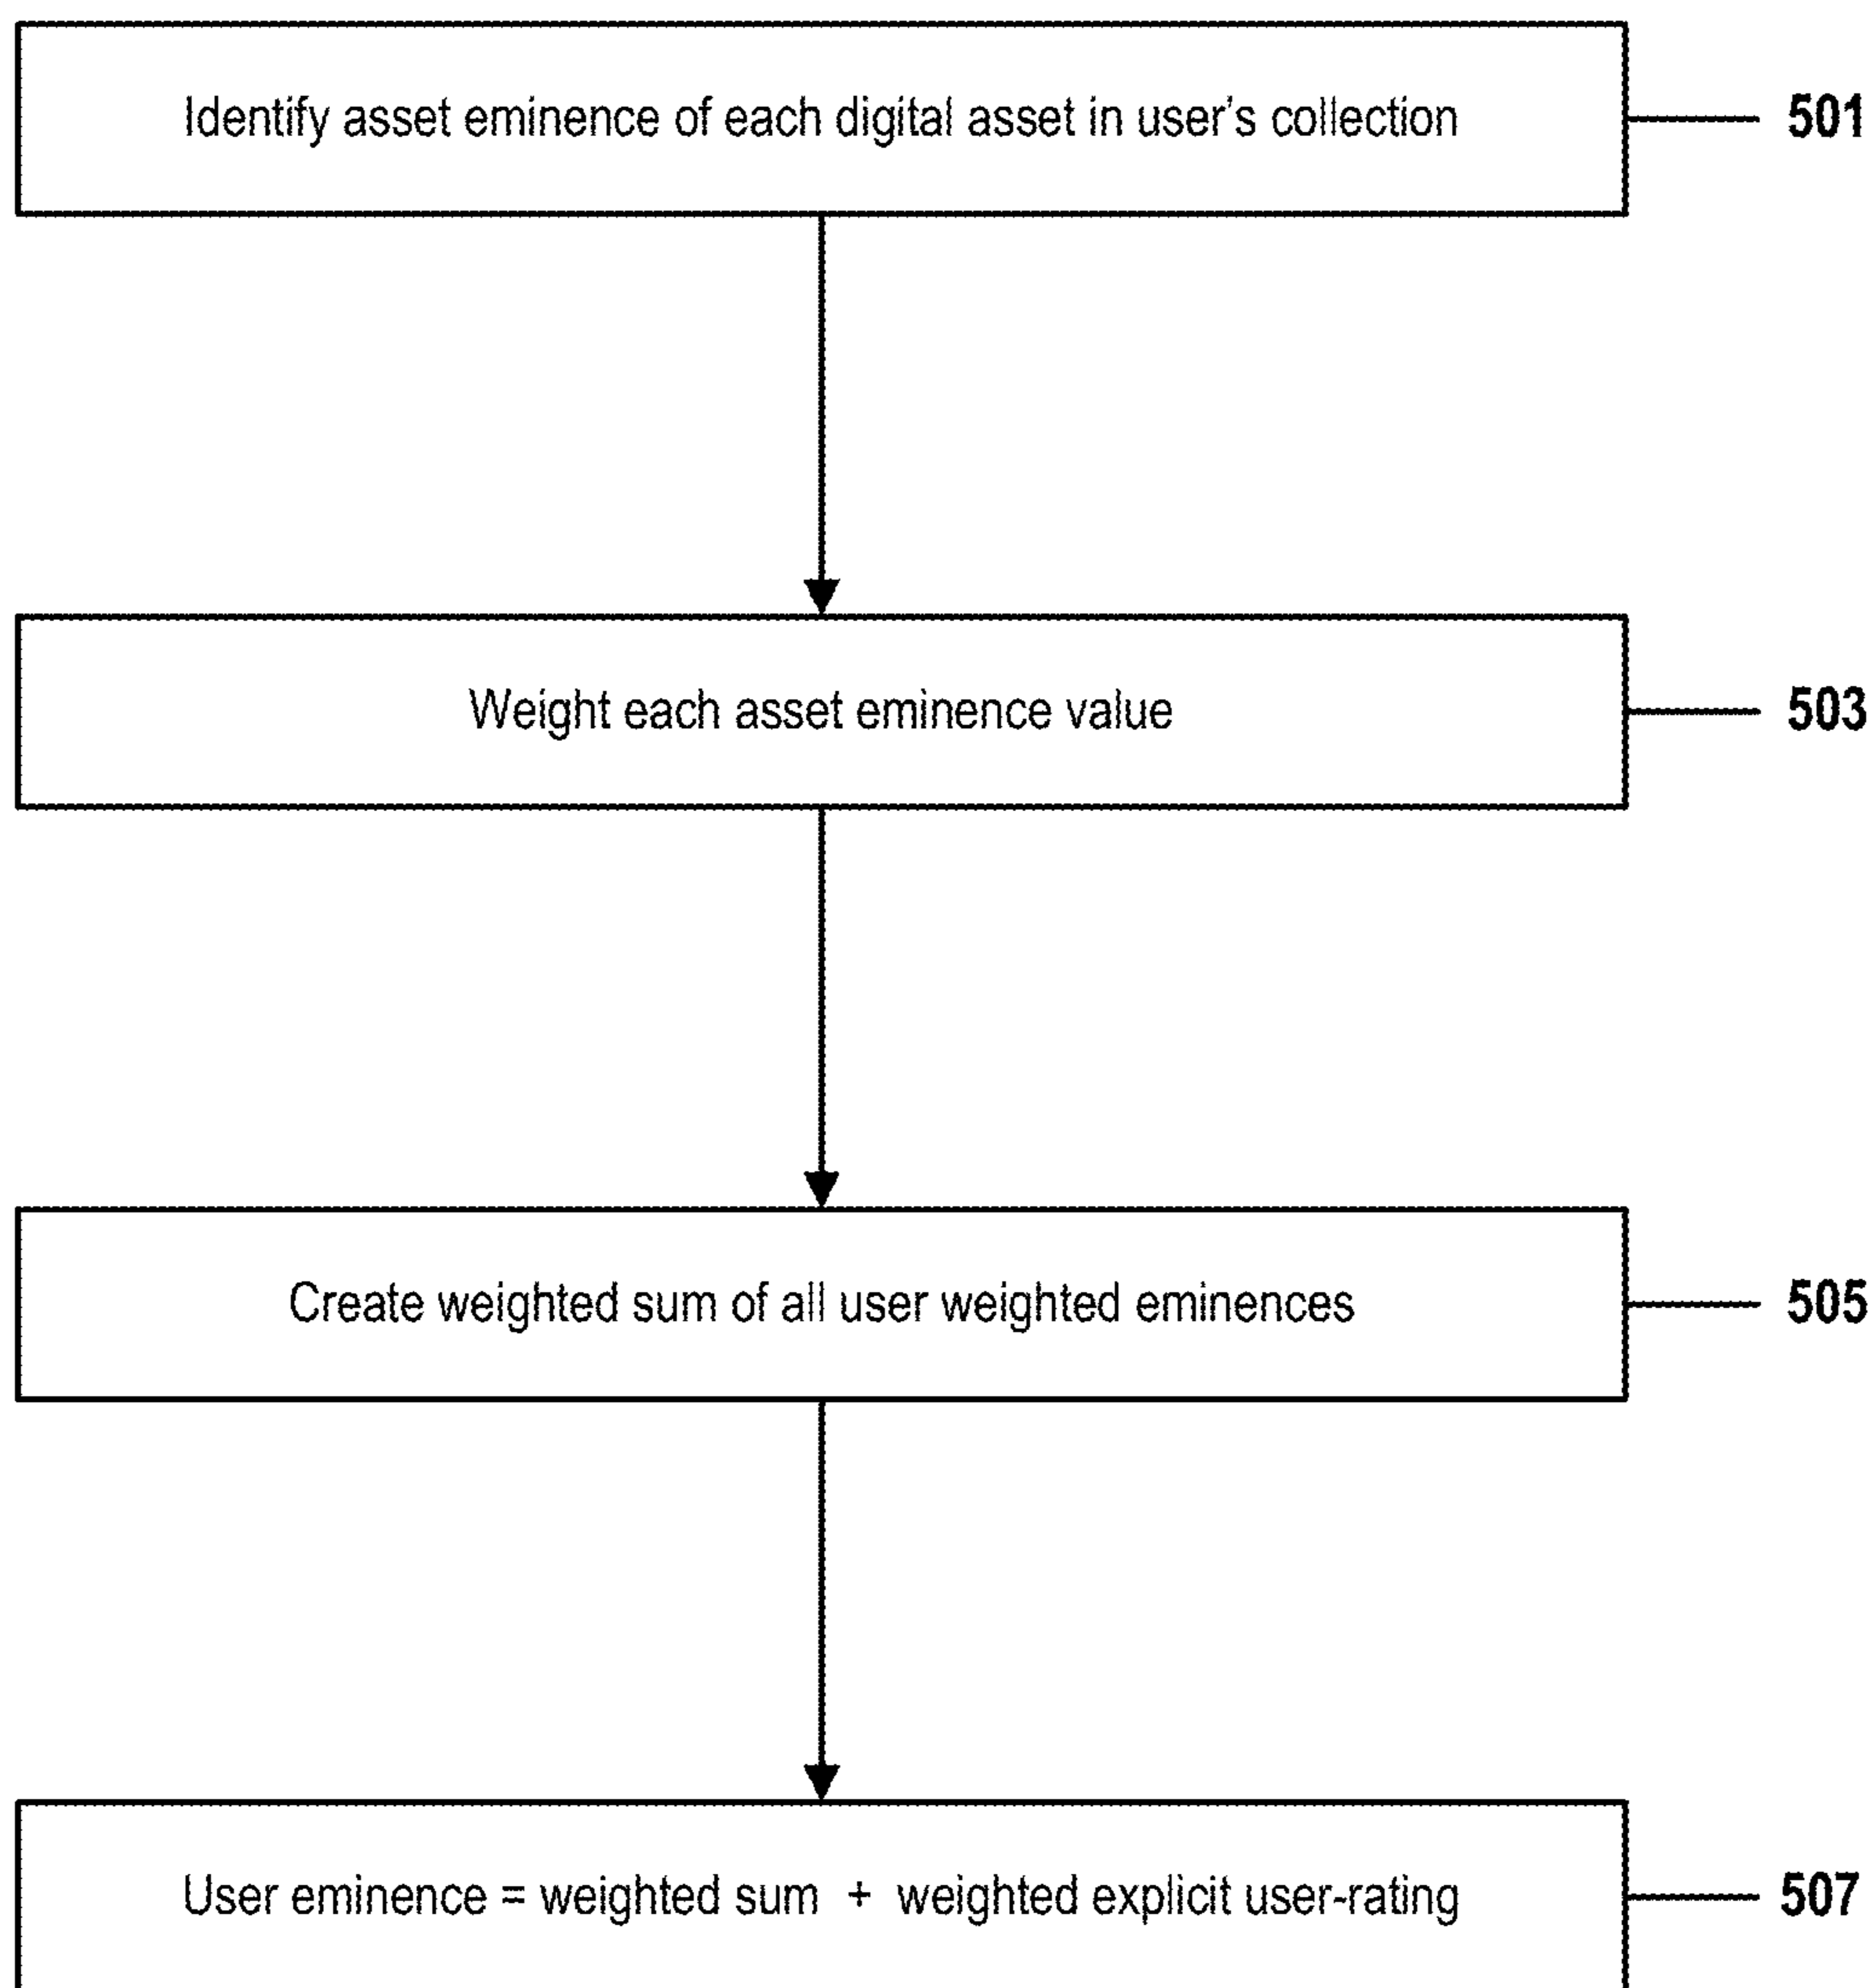 Identify asset eminence of each digital asset in user's collection
501
Weight each asset eminence value
503
Create weighted sum of all user weighted eminences
505
User eminence = weighted sum + weighted explicit user-rating
507